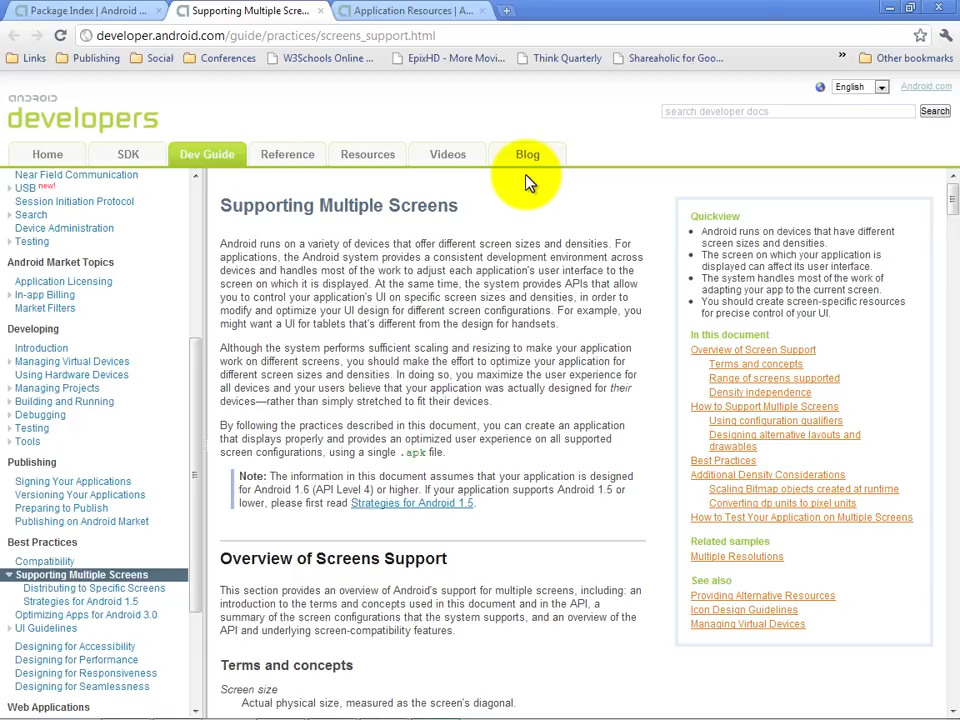 Package Index | Android ...
Supporting Multiple Scree...
Application Resources | A...
developer.android.com/guide/practices/screens_support.html
Links
Publishing
Social
Conferences
W3Schools Online ...
EpixHD - More Movi...
Think Quarterly
Shareaholic for Goo...
»
Other bookmarks
English
Android.com
ANDROID
developers
search developer docs
Search
Home
SDK
Dev Guide
Reference
Resources
Videos
Blog
Near Field Communication
USB new!
Session Initiation Protocol
Search
Device Administration
Testing
Android Market Topics
Application Licensing
In-app Billing
Market Filters
Developing
Introduction
Managing Virtual Devices
Using Hardware Devices
Managing Projects
Building and Running
Debugging
Testing
Tools
Publishing
Signing Your Applications
Versioning Your Applications
Preparing to Publish
Publishing on Android Market
Best Practices
Compatibility
Supporting Multiple Screens
Distributing to Specific Screens
Strategies for Android 1.5
Optimizing Apps for Android 3.0
UI Guidelines
Designing for Accessibility
Designing for Performance
Designing for Responsiveness
Designing for Seamlessness
Web Applications
Supporting Multiple Screens
Android runs on a variety of devices that offer different screen sizes and densities. For
applications, the Android system provides a consistent development environment across
devices and handles most of the work to adjust each application's user interface to the
screen on which it is displayed. At the same time, the system provides APIs that allow
you to control your application's UI on specific screen sizes and densities, in order to
modify and optimize your UI design for different screen configurations. For example, you
might want a UI for tablets that's different from the design for handsets.
Although the system performs sufficient scaling and resizing to make your application
work on different screens, you should make the effort to optimize your application for
different screen sizes and densities. In doing so, you maximize the user experience for
all devices and your users believe that your application was actually designed for their
devices—rather than simply stretched to fit their devices.
By following the practices described in this document, you can create an application
that displays properly and provides an optimized user experience on all supported
screen configurations, using a single .apk file.
Note: The information in this document assumes that your application is designed
for Android 1.6 (API Level 4) or higher. If your application supports Android 1.5 or
lower, please first read Strategies for Android 1.5.
Overview of Screens Support
This section provides an overview of Android's support for multiple screens, including: an
introduction to the terms and concepts used in this document and in the API, a
summary of the screen configurations that the system supports, and an overview of the
API and underlying screen-compatibility features.
Terms and concepts
Screen size
Actual physical size, measured as the screen's diagonal.
Quickview
Android runs on devices that have different
screen sizes and densities.
The screen on which your application is
displayed can affect its user interface.
The system handles most of the work of
adapting your app to the current screen.
You should create screen-specific resources
for precise control of your UI.
In this document
Overview of Screen Support
Terms and concepts
Range of screens supported
Density independence
How to Support Multiple Screens
Using configuration qualifiers
Designing alternative layouts and
drawables
Best Practices
Additional Density Considerations
Scaling Bitmap objects created at runtime
Converting dp units to pixel units
How to Test Your Application on Multiple Screens
Related samples
Multiple Resolutions
See also
Providing Alternative Resources
Icon Design Guidelines
Managing Virtual Devices